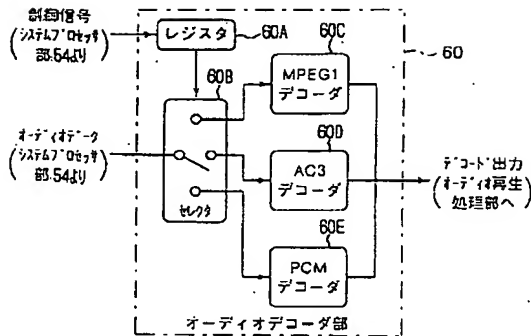 制御信号
(システムプロセッサ
部.54より)
レジスタ
60A
60B
セレクタ
オーディオデータ
(システムプロセッサ
部.54より)
60C
MPEG1
デコーダ
60D
AC3
デコーダ
60E
PCM
デコーダ
60
デコード出力
(オーディオ再生
処理部へ)
オーディオデコーダ部